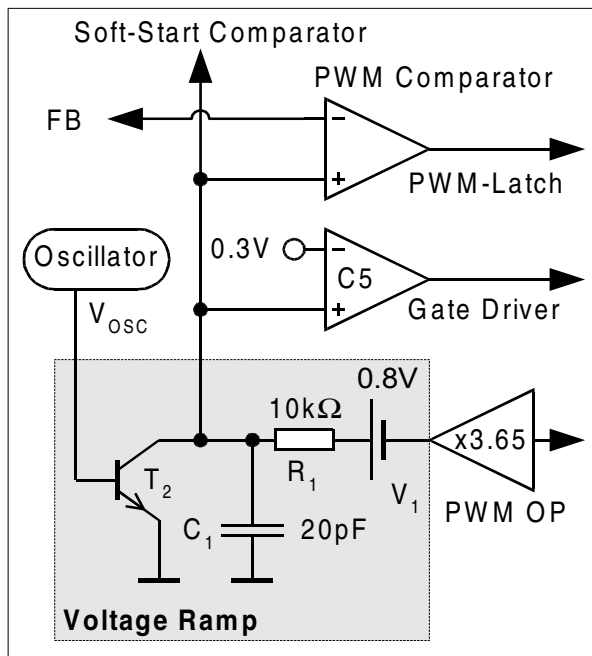 Soft-Start Comparator
PWM Comparator
FB
−
+
PWM-Latch
Oscillator
0.3V
−
C5
+
Gate Driver
VOSC
0.8V
10kΩ
x3.65
T2
R1
V1
PWM OP
C1
20pF
Voltage Ramp